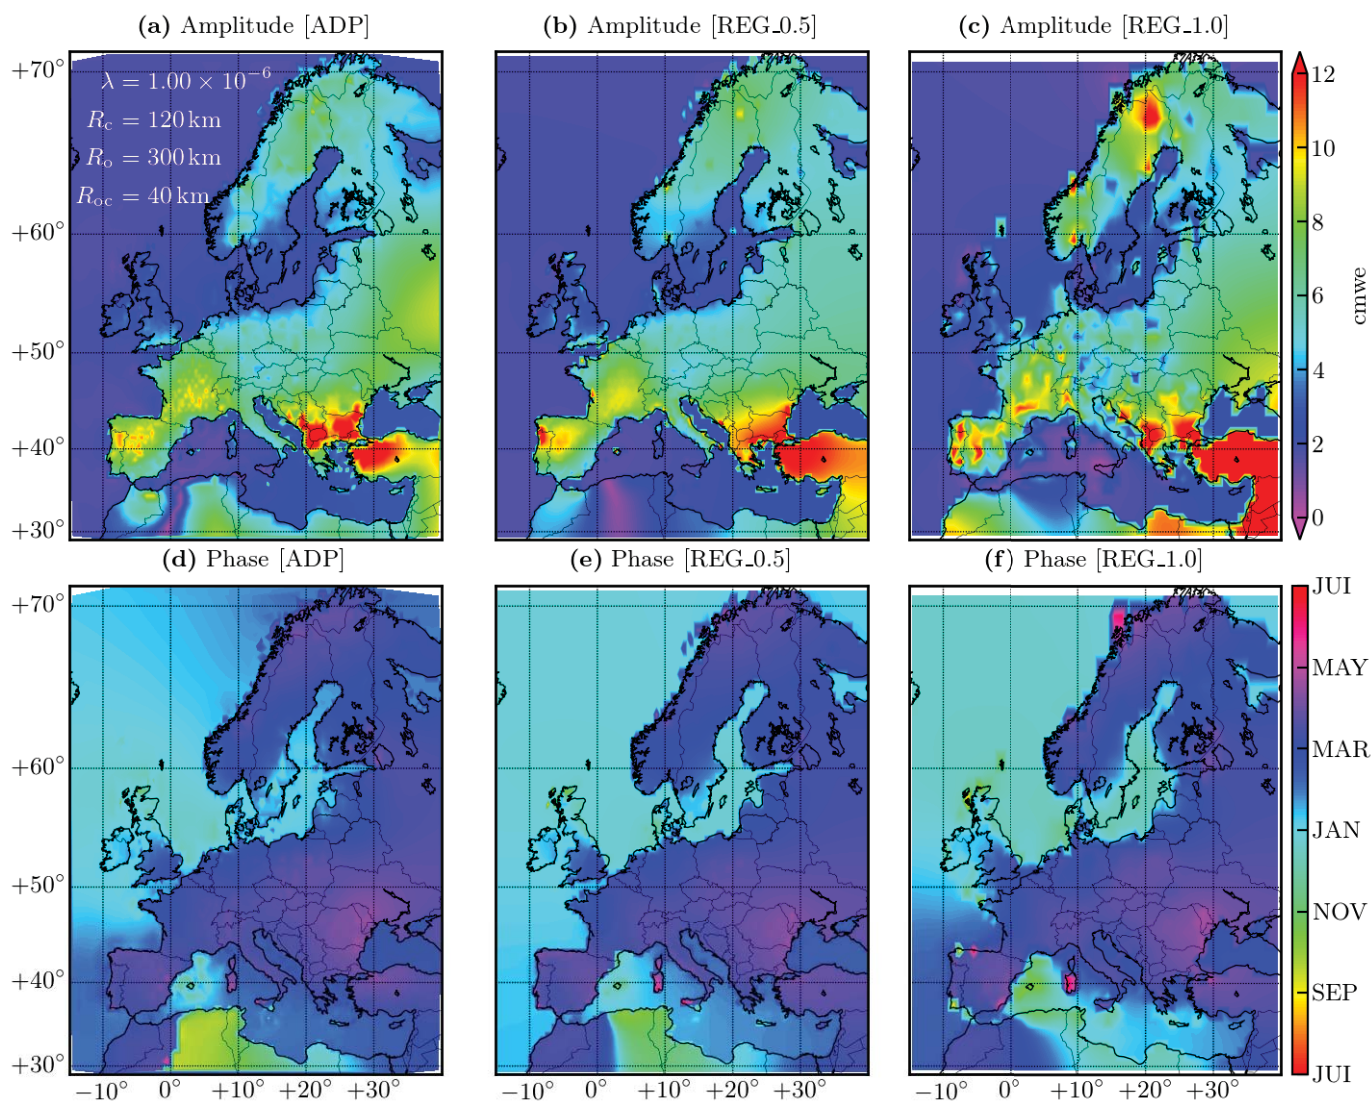 (a) Amplitude [ADP] (b) Amplitude [REG_0.5] (c) Amplitude [REG_1.0]
+70°
+60°
+50°
+40°
+30°
λ = 1.00 × 10⁻⁶
R_c = 120 km
R_o = 300 km
R_oc = 40 km
12
10
8
6
4
2
0
cmwe
(d) Phase [ADP] (e) Phase [REG_0.5] (f) Phase [REG_1.0]
+70°
+60°
+50°
+40°
+30°
JUI
MAY
MAR
JAN
NOV
SEP
JUI
−10° 0° +10° +20° +30° −10° 0° +10° +20° +30° −10° 0° +10° +20° +30°